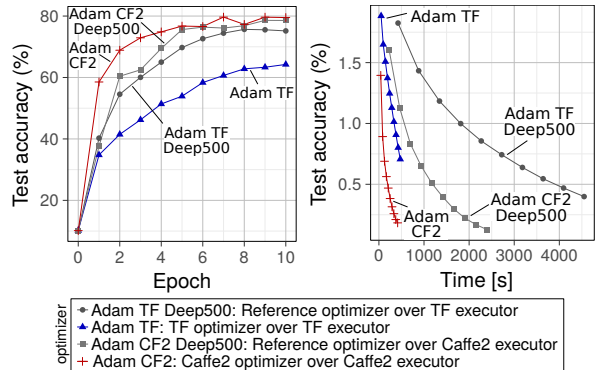 80
60
40
20
Test accuracy (%)
Adam CF2
Deep500
Adam
CF2
Adam TF
Deep500
Adam TF
0 2 4 6 8 10
Epoch
1.5
1.0
0.5
Test accuracy (%)
Adam TF
Adam TF
Deep500
Adam CF2
Deep500
Adam
CF2
0 1000 2000 3000 4000
Time [s]
optimizer
Adam TF Deep500: Reference optimizer over TF executor
Adam TF: TF optimizer over TF executor
Adam CF2 Deep500: Reference optimizer over Caffe2 executor
Adam CF2: Caffe2 optimizer over Caffe2 executor